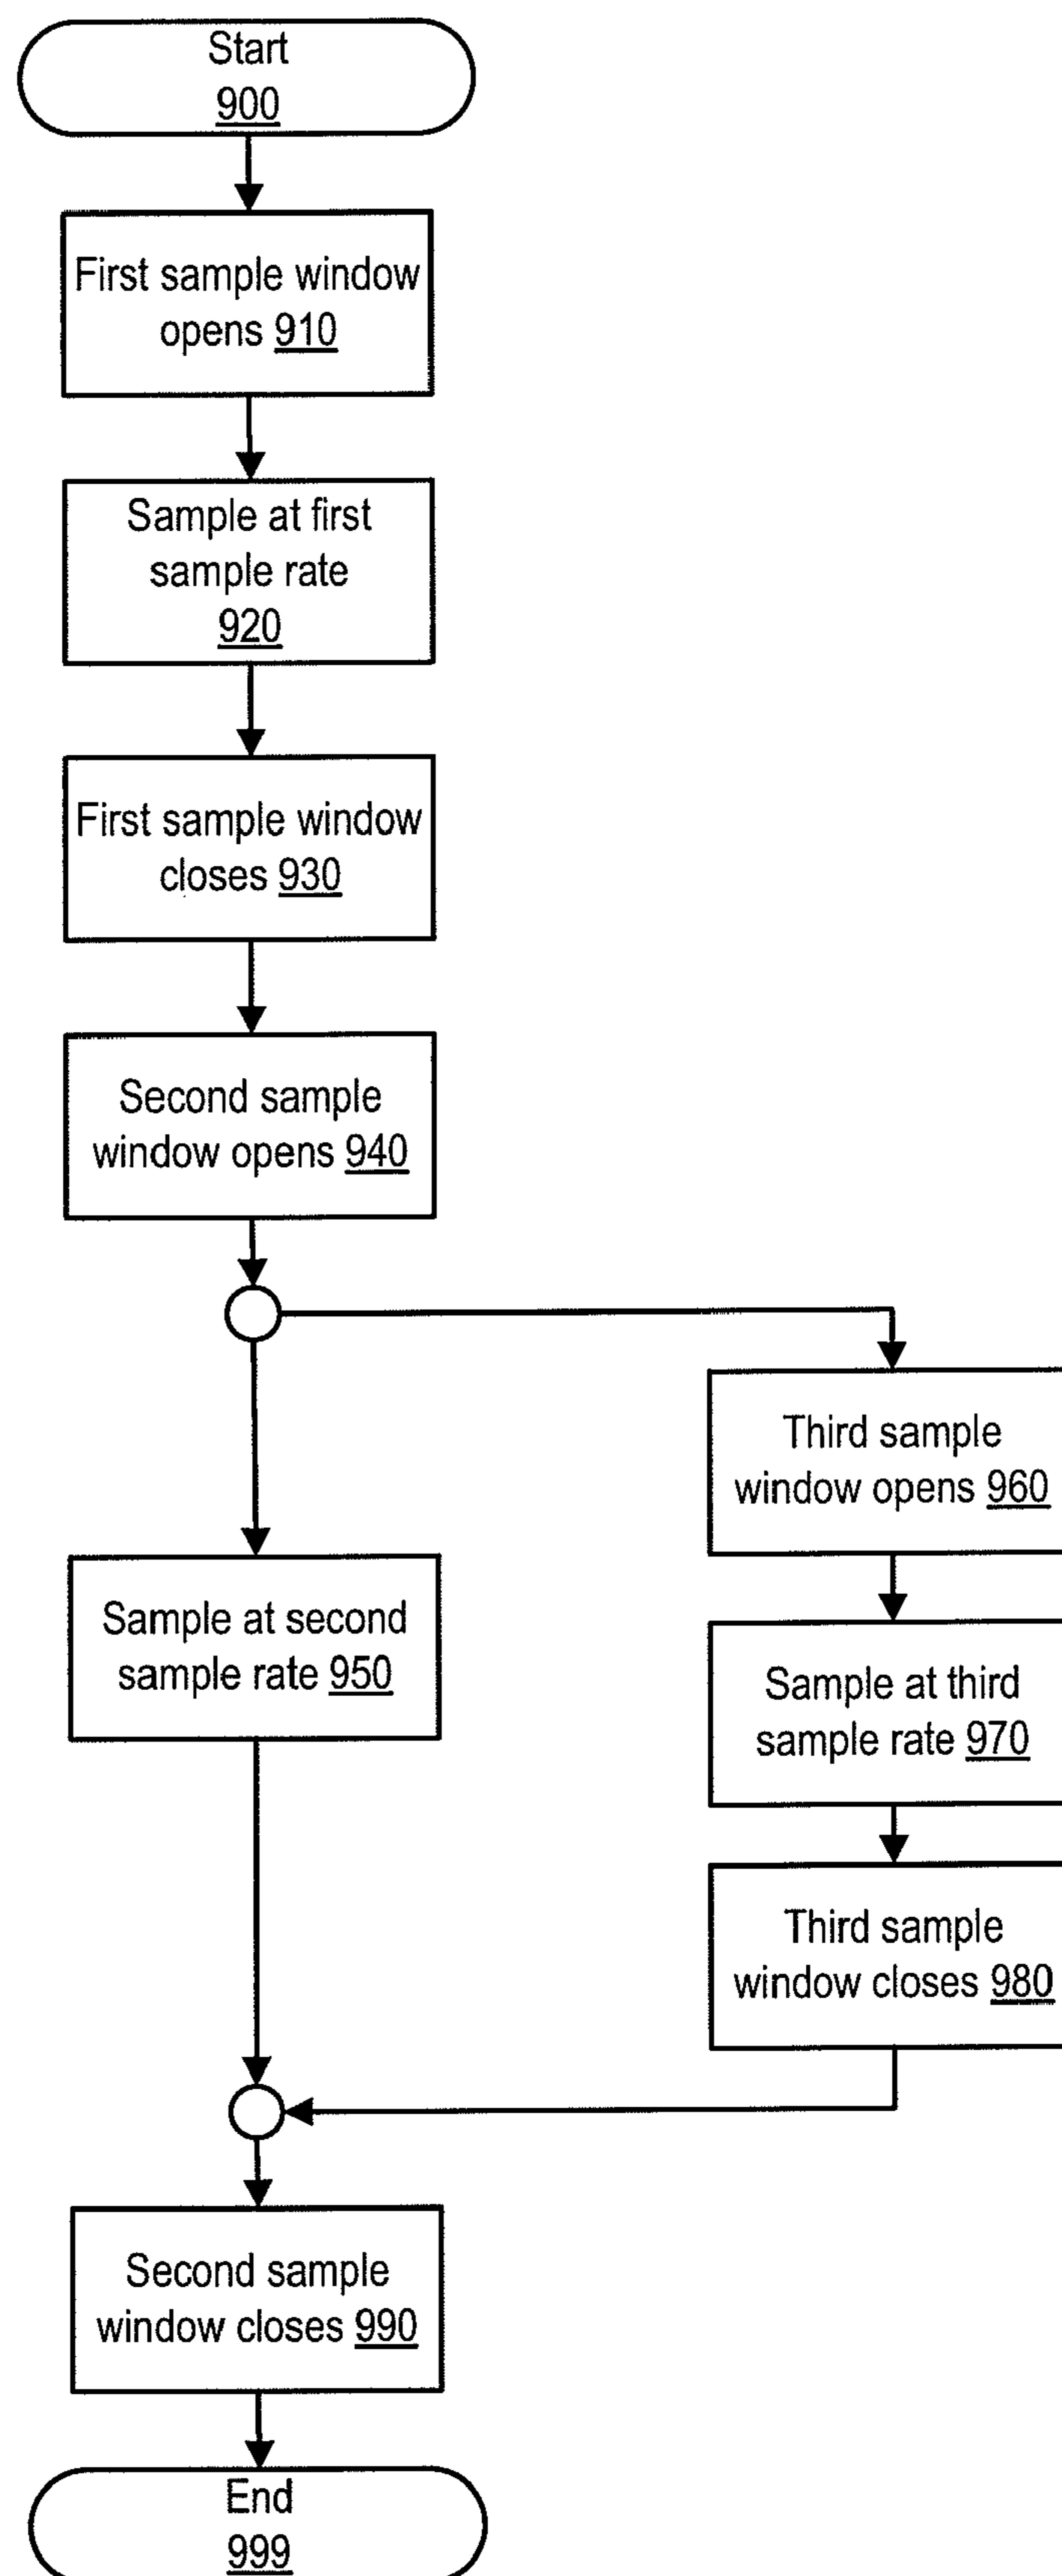 Start
900
First sample window
opens 910
Sample at first
sample rate
920
First sample window
closes 930
Second sample
window opens 940
Third sample
window opens 960
Sample at second
sample rate 950
Sample at third
sample rate 970
Third sample
window closes 980
Second sample
window closes 990
End
999